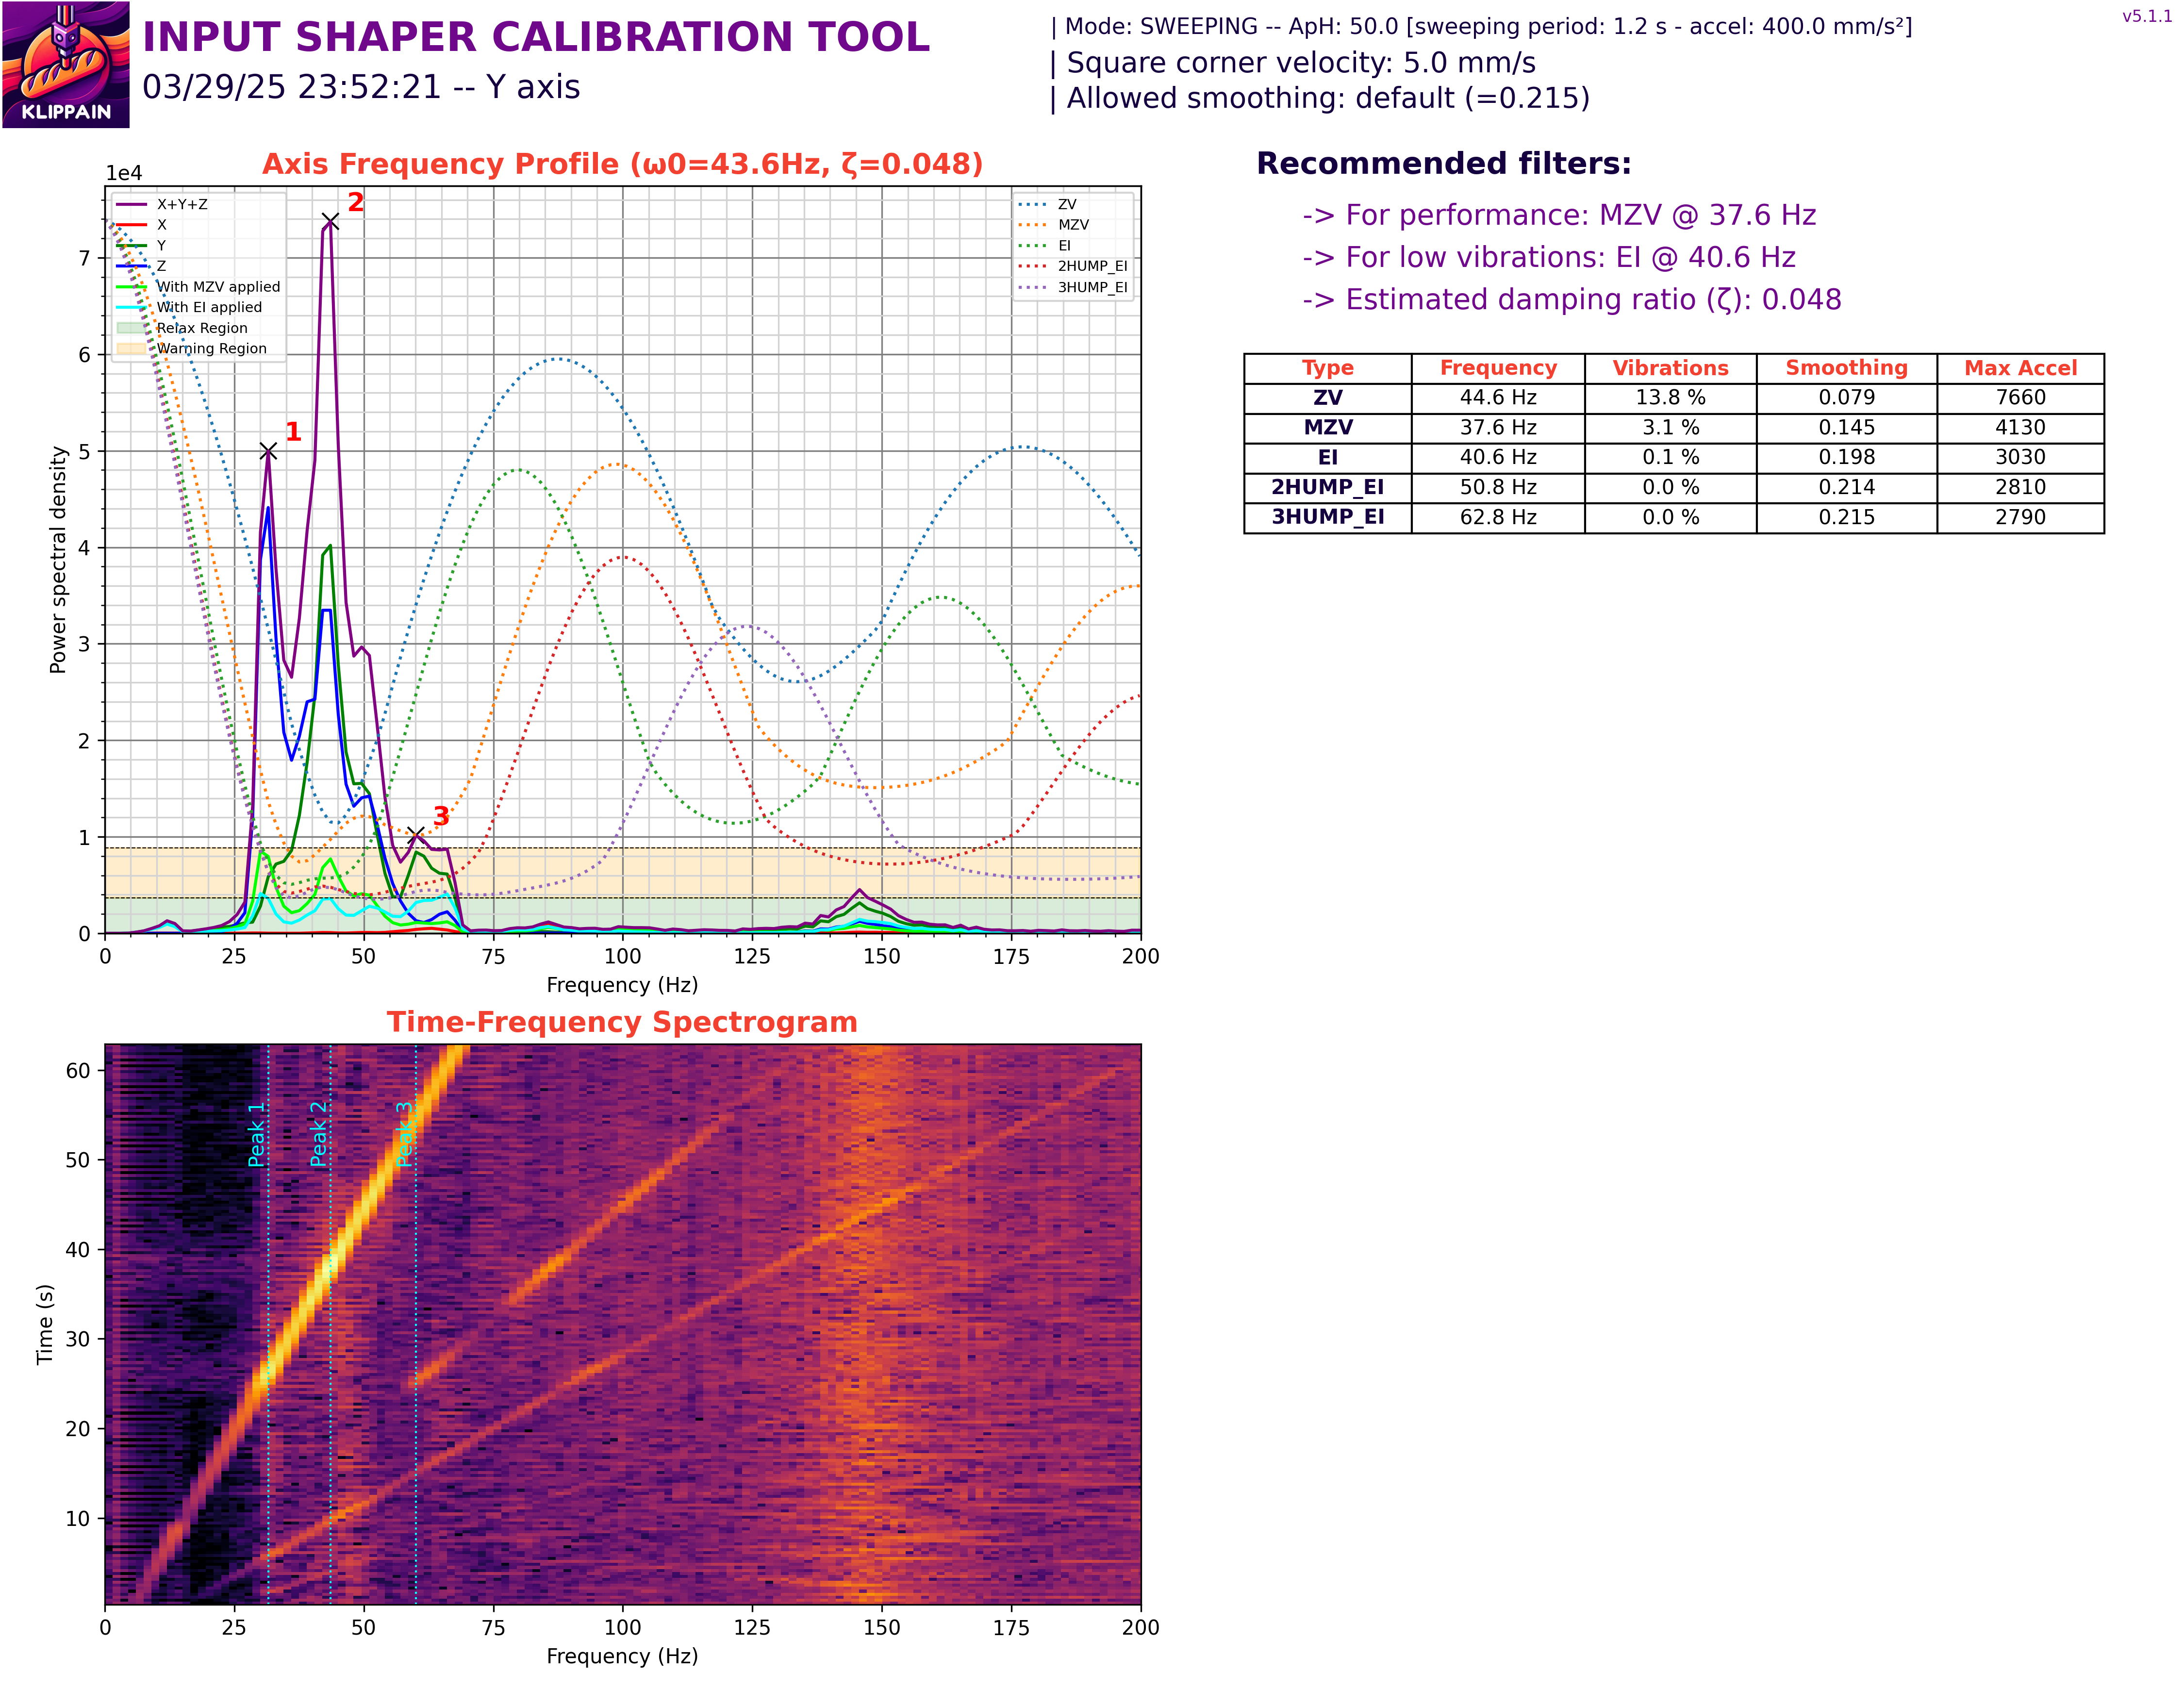 KLIPPAIN
INPUT SHAPER CALIBRATION TOOL
03/29/25 23:52:21 -- Y axis
| Mode: SWEEPING -- ApH: 50.0 [sweeping period: 1.2 s - accel: 400.0 mm/s²]
| Square corner velocity: 5.0 mm/s
| Allowed smoothing: default (=0.215)
v5.1.1
Axis Frequency Profile (ω0=43.6Hz, ζ=0.048)
1e4
X+Y+Z
X
Y
Z
With MZV applied
With EI applied
Relax Region
Warning Region
ZV
MZV
EI
2HUMP_EI
3HUMP_EI
1
2
3
Power spectral density
7
6
5
4
3
2
1
0
0 25 50 75 100 125 150 175 200
Frequency (Hz)
Recommended filters:
-> For performance: MZV @ 37.6 Hz
-> For low vibrations: EI @ 40.6 Hz
-> Estimated damping ratio (ζ): 0.048
Type Frequency Vibrations Smoothing Max Accel
ZV 44.6 Hz 13.8 % 0.079 7660
MZV 37.6 Hz 3.1 % 0.145 4130
EI 40.6 Hz 0.1 % 0.198 3030
2HUMP_EI 50.8 Hz 0.0 % 0.214 2810
3HUMP_EI 62.8 Hz 0.0 % 0.215 2790
Time-Frequency Spectrogram
Peak 1
Peak 2
Peak 3
Time (s)
60
50
40
30
20
10
0 25 50 75 100 125 150 175 200
Frequency (Hz)